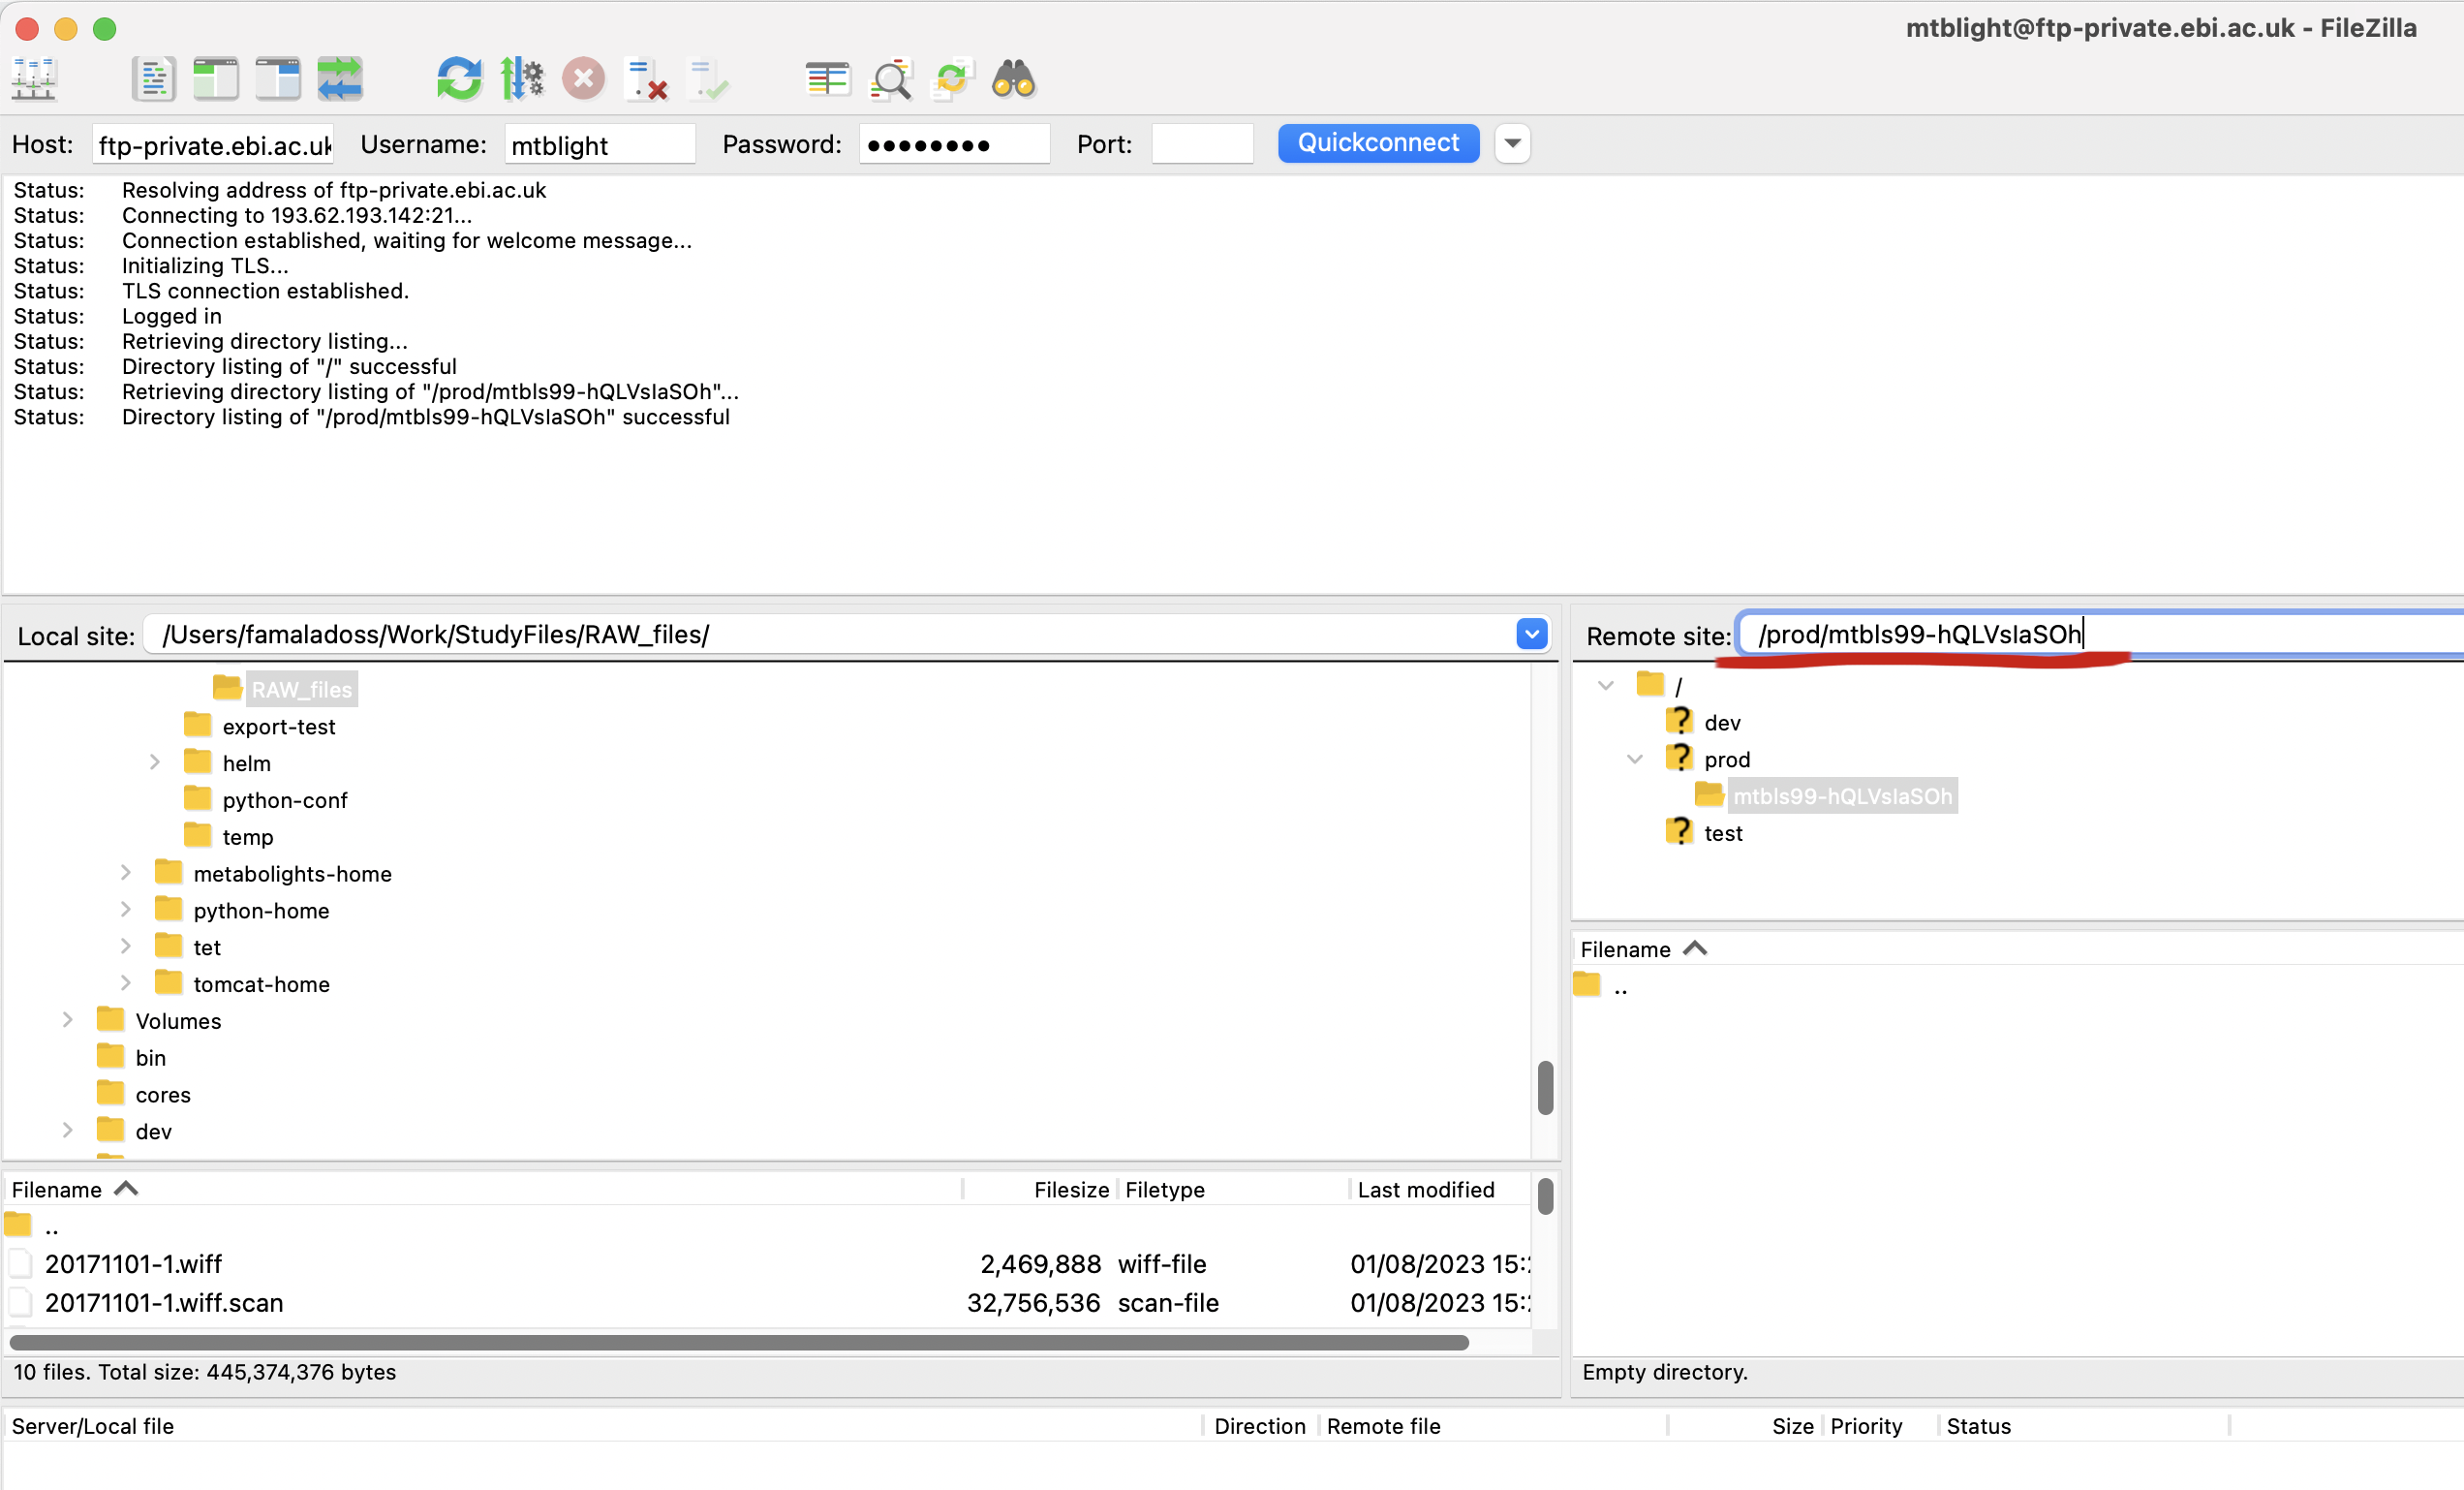 mtblight@ftp-private.ebi.ac.uk - FileZilla
Host: ftp-private.ebi.ac.uk Username: mtblight Password: ●●●●●●●● Port: Quickconnect
Status: Resolving address of ftp-private.ebi.ac.uk
Status: Connecting to 193.62.193.142:21...
Status: Connection established, waiting for welcome message...
Status: Initializing TLS...
Status: TLS connection established.
Status: Logged in
Status: Retrieving directory listing...
Status: Directory listing of "/" successful
Status: Retrieving directory listing of "/prod/mtbls99-hQLVsIaSOh"...
Status: Directory listing of "/prod/mtbls99-hQLVsIaSOh" successful
Local site: /Users/famaladoss/Work/StudyFiles/RAW_files/
RAW_files
export-test
helm
python-conf
temp
metabolights-home
python-home
tet
tomcat-home
Volumes
bin
cores
dev
Filename Filesize Filetype Last modified
..
20171101-1.wiff 2,469,888 wiff-file 01/08/2023 15:2
20171101-1.wiff.scan 32,756,536 scan-file 01/08/2023 15:2
10 files. Total size: 445,374,376 bytes
Remote site: /prod/mtbls99-hQLVsIaSOh
/
? dev
? prod
mtbls99-hQLVsIaSOh
? test
Filename
..
Empty directory.
Server/Local file Direction Remote file Size Priority Status